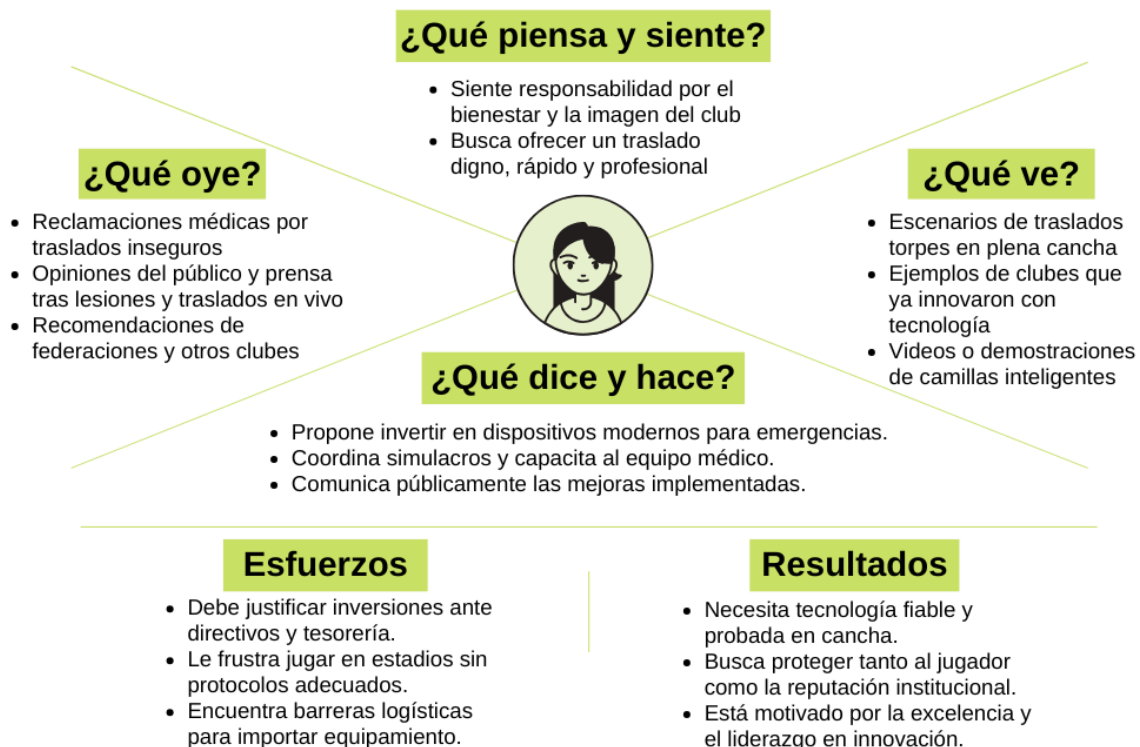 ¿Qué piensa y siente?
• Siente responsabilidad por el
bienestar y la imagen del club
• Busca ofrecer un traslado
digno, rápido y profesional
¿Qué oye?
• Reclamaciones médicas por
traslados inseguros
• Opiniones del público y prensa
tras lesiones y traslados en vivo
• Recomendaciones de
federaciones y otros clubes
¿Qué ve?
• Escenarios de traslados
torpes en plena cancha
• Ejemplos de clubes que
ya innovaron con
tecnología
• Videos o demostraciones
de camillas inteligentes
¿Qué dice y hace?
• Propone invertir en dispositivos modernos para emergencias.
• Coordina simulacros y capacita al equipo médico.
• Comunica públicamente las mejoras implementadas.
Esfuerzos
• Debe justificar inversiones ante
directivos y tesorería.
• Le frustra jugar en estadios sin
protocolos adecuados.
• Encuentra barreras logísticas
para importar equipamiento.
Resultados
• Necesita tecnología fiable y
probada en cancha.
• Busca proteger tanto al jugador
como la reputación institucional.
• Está motivado por la excelencia y
el liderazgo en innovación.